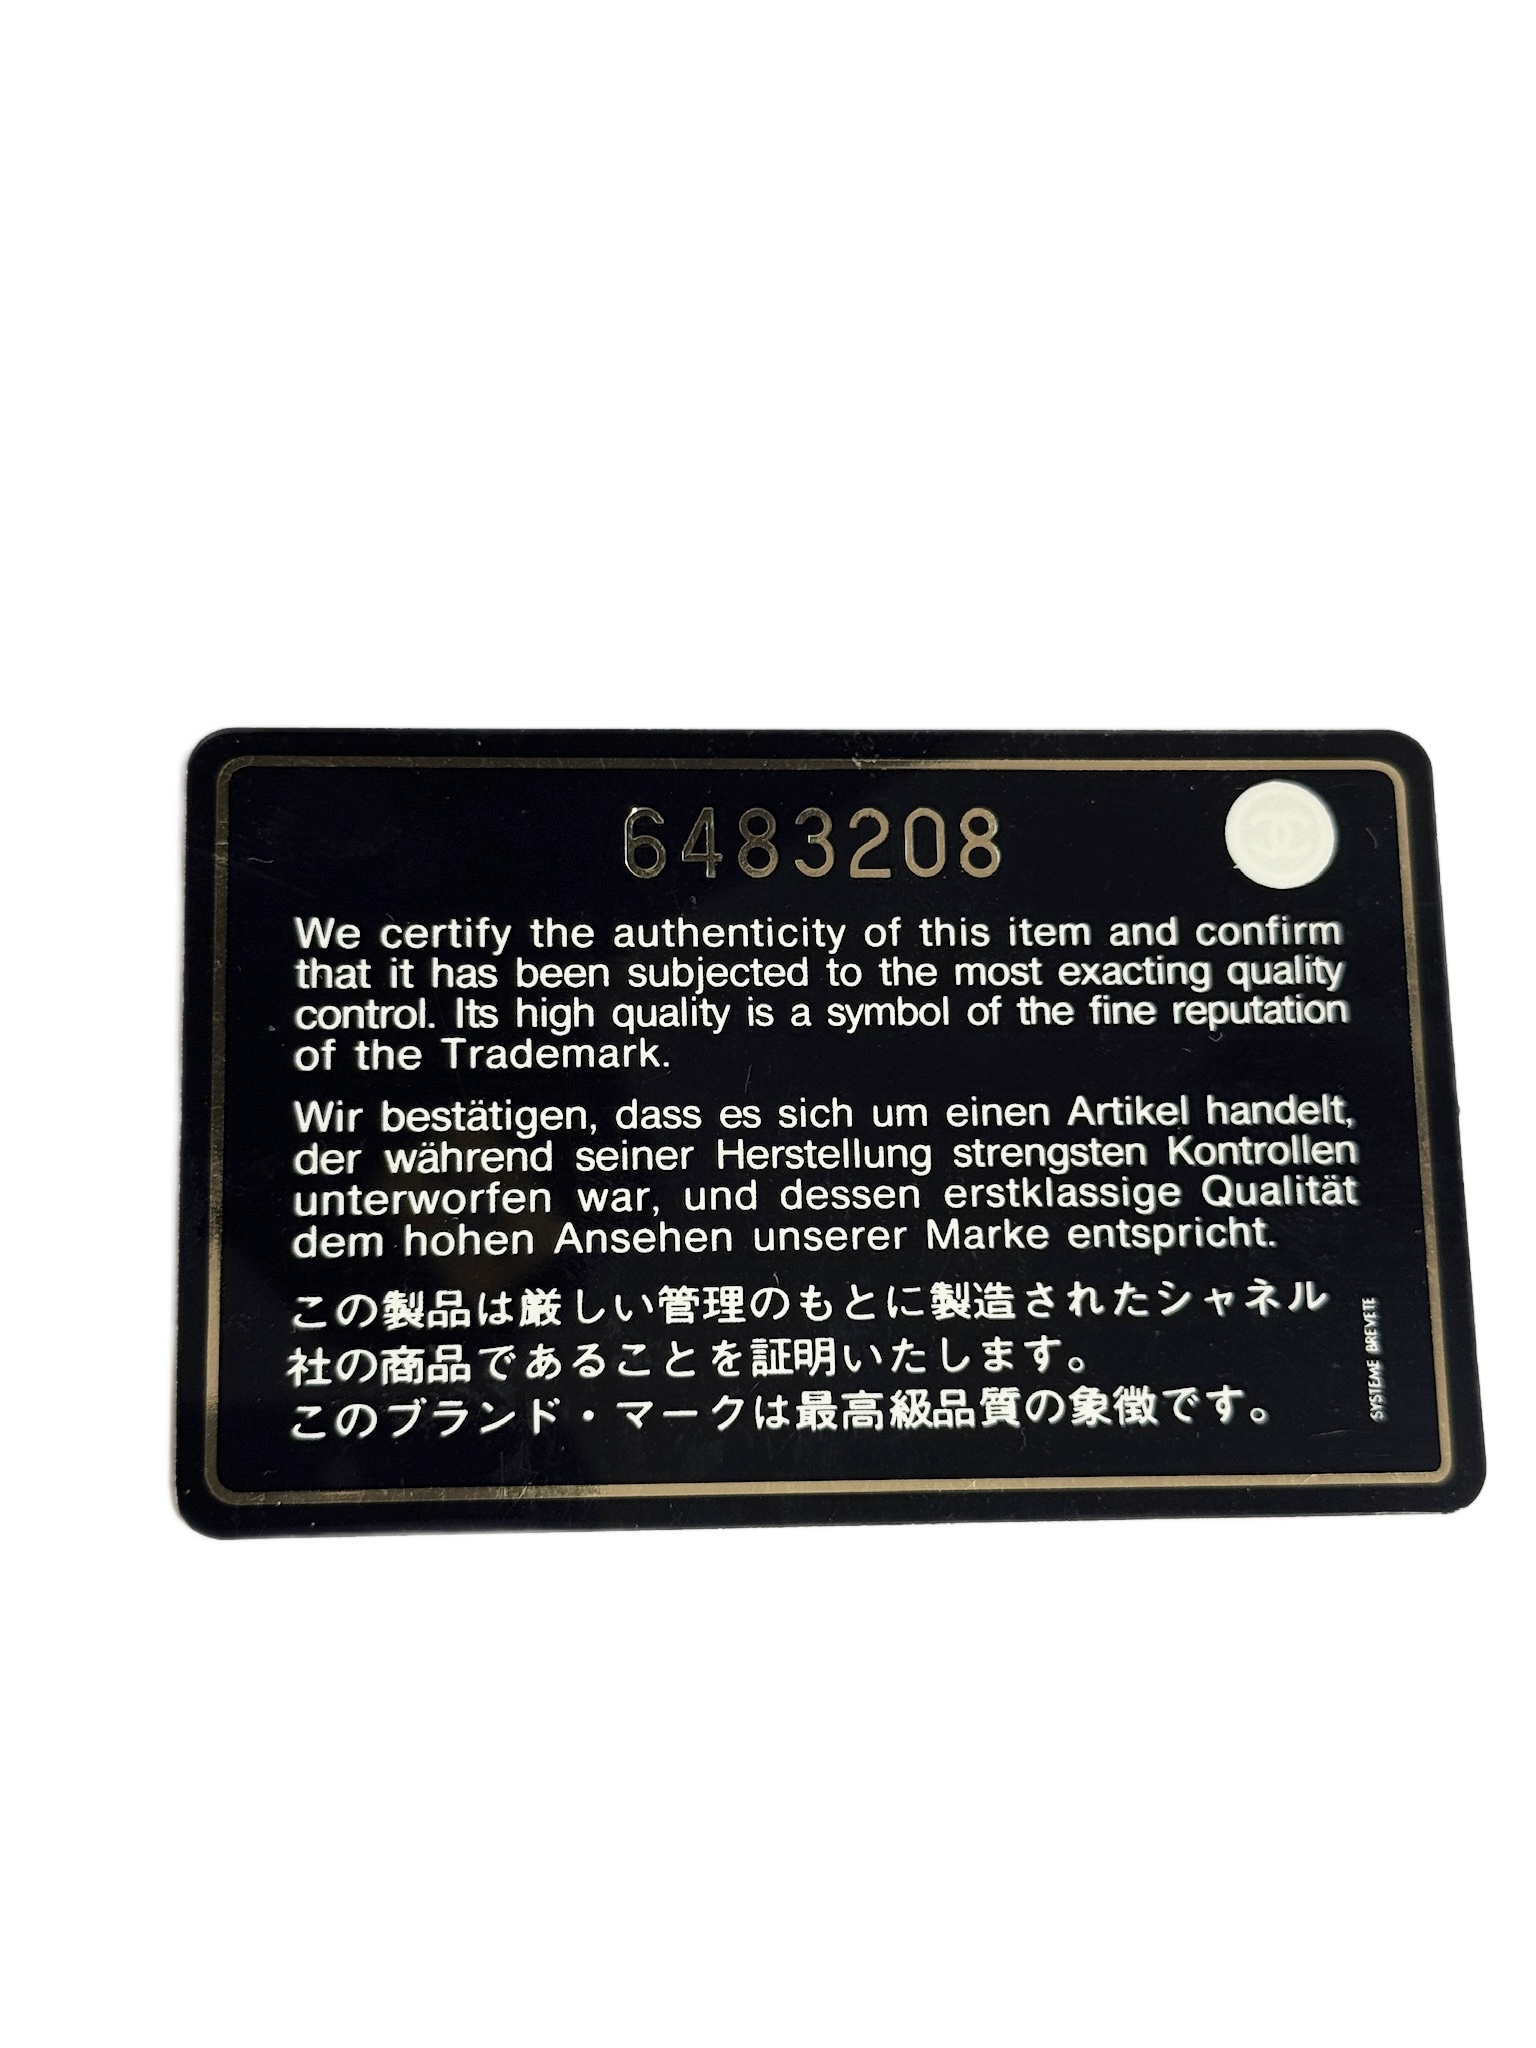 6483208
We certify the authenticity of this item and confirm
that it has been subjected to the most exacting quality
control. Its high quality is a symbol of the fine reputation
of the Trademark.
Wir bestätigen, dass es sich um einen Artikel handelt,
der während seiner Herstellung strengsten Kontrollen
unterworfen war, und dessen erstklassige Qualität
dem hohen Ansehen unserer Marke entspricht.
この製品は厳しい管理のもとに製造されたシャネル
社の商品であることを証明いたします。
このブランド・マークは最高級品質の象徴です。
SYSTEME BREVETE